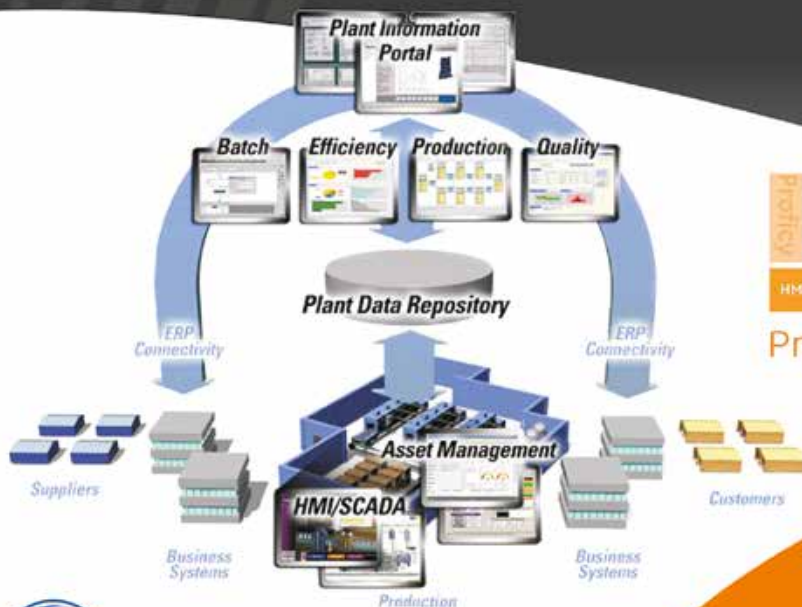 Plant Information
Portal
Batch
Efficiency
Production
Quality
Plant Data Repository
ERP
Connectivity
ERP
Connectivity
Proficy
HM
Pr
Asset Management
HMI/SCADA
Suppliers
Customers
Business
Systems
Business
Systems
Production